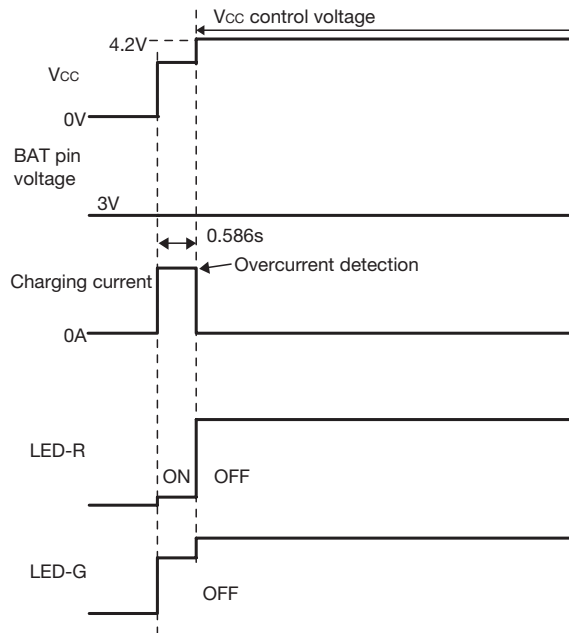 Vcc control voltage
4.2V
Vcc
0V
BAT pin
voltage
3V
0.586s
Overcurrent detection
Charging current
0A
LED-R
ON
OFF
LED-G
OFF